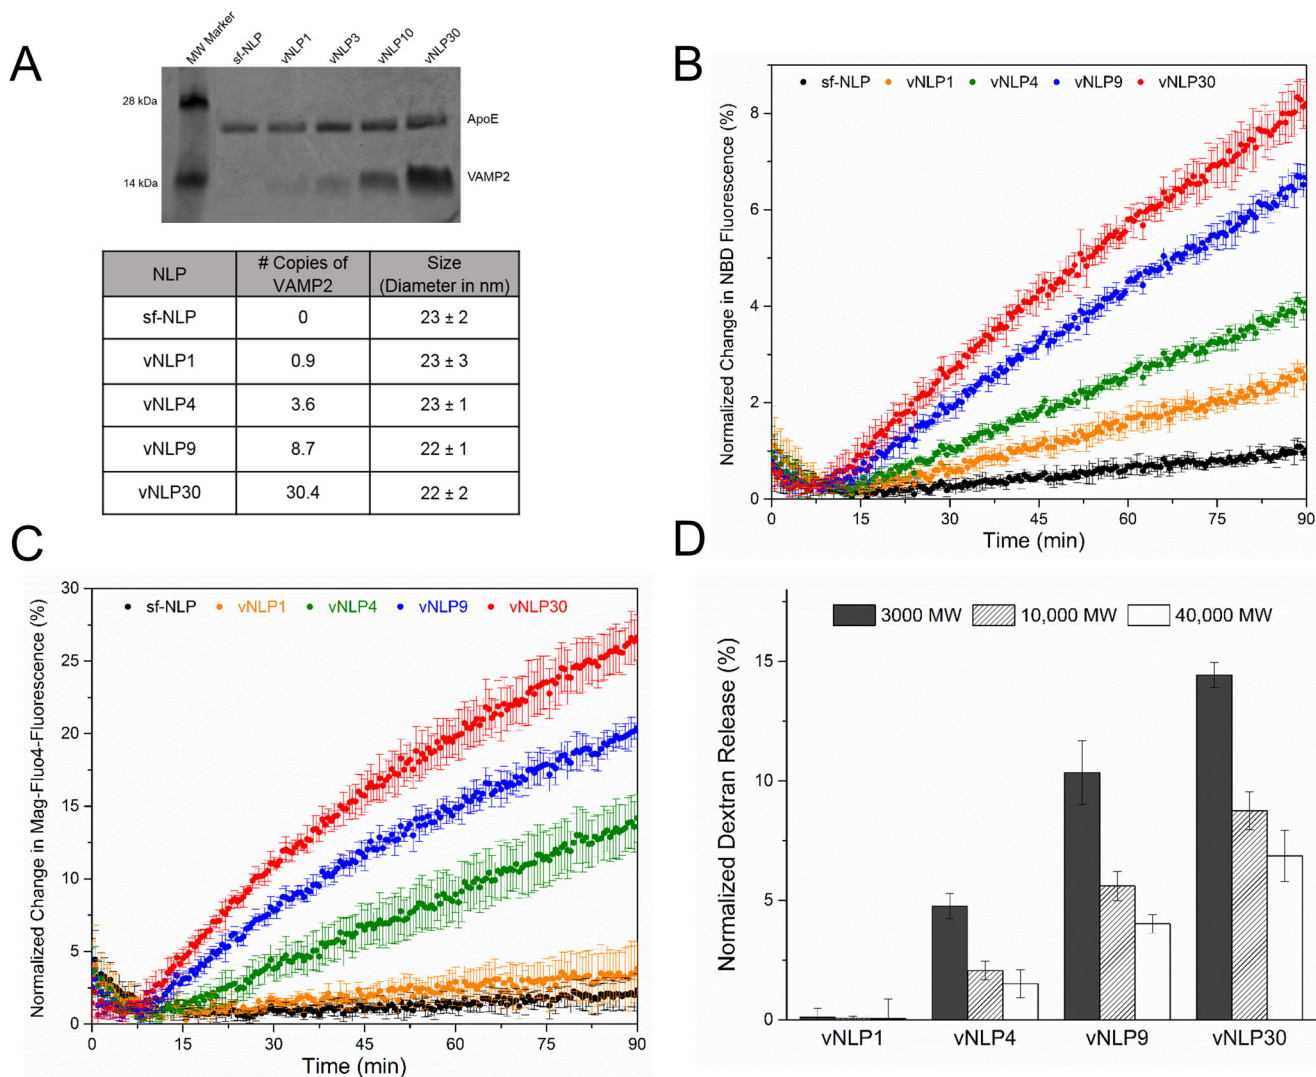 A
MW Marker sf-NLP vNLP1 vNLP3 vNLP10 vNLP30
28 kDa
ApoE
14 kDa
VAMP2
NLP # Copies of VAMP2 Size (Diameter in nm)
sf-NLP 0 23 ± 2
vNLP1 0.9 23 ± 3
vNLP4 3.6 23 ± 1
vNLP9 8.7 22 ± 1
vNLP30 30.4 22 ± 2
B
sf-NLP vNLP1 vNLP4 vNLP9 vNLP30
Normalized Change in NBD Fluorescence (%)
8
6
4
2
0
0 15 30 45 60 75 90
Time (min)
C
sf-NLP vNLP1 vNLP4 vNLP9 vNLP30
Normalized Change in Mag-Fluo4-Fluorescence (%)
30
25
20
15
10
5
0
0 15 30 45 60 75 90
Time (min)
D
3000 MW 10,000 MW 40,000 MW
Normalized Dextran Release (%)
15
10
5
0
vNLP1 vNLP4 vNLP9 vNLP30